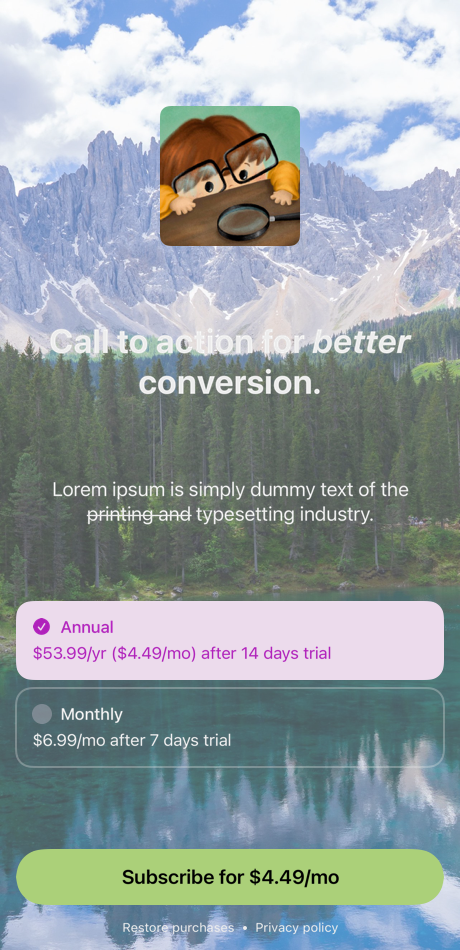 Call to action for better
conversion.
Lorem ipsum is simply dummy text of the
printing and typesetting industry.
Annual
$53.99/yr ($4.49/mo) after 14 days trial
Monthly
$6.99/mo after 7 days trial
Subscribe for $4.49/mo
Restore purchases • Privacy policy